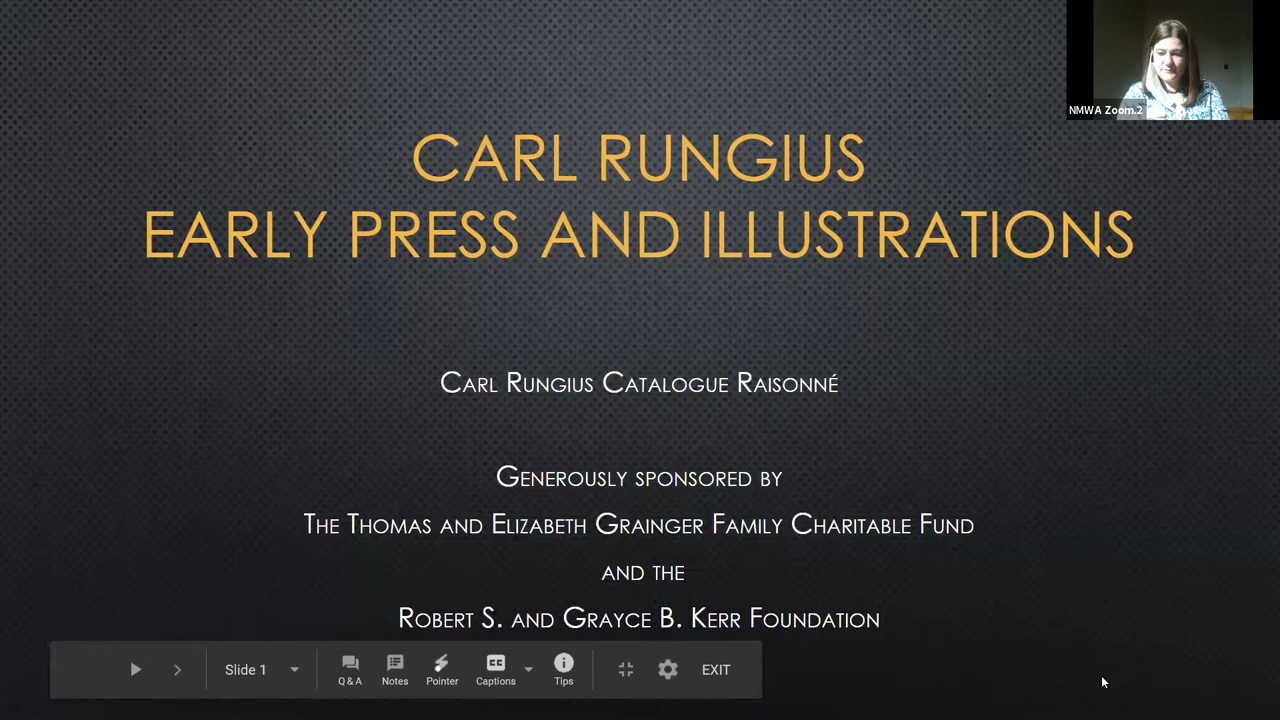 NMWA Zoom.2
CARL RUNGIUS
EARLY PRESS AND ILLUSTRATIONS
Carl Rungius Catalogue Raisonné
Generously sponsored by
The Thomas and Elizabeth Grainger Family Charitable Fund
and the
Robert S. and Grayce B. Kerr Foundation
Slide 1
Q & A
Notes
Pointer
CC
Captions
Tips
EXIT